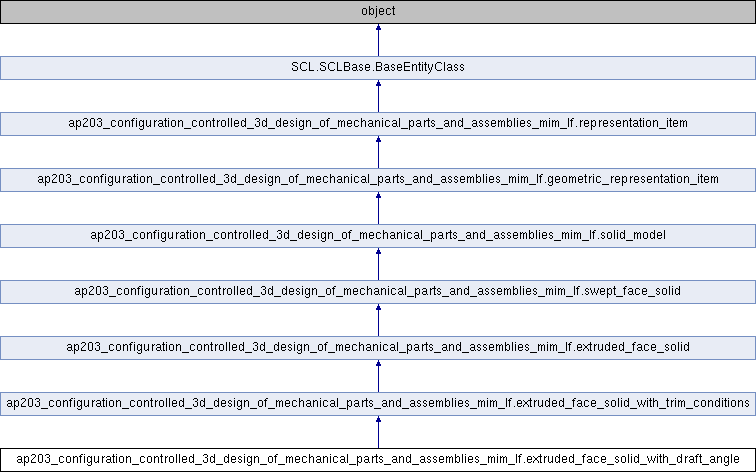 object
SCL.SCLBase.BaseEntityClass
ap203_configuration_controlled_3d_design_of_mechanical_parts_and_assemblies_mim_lf.representation_item
ap203_configuration_controlled_3d_design_of_mechanical_parts_and_assemblies_mim_lf.geometric_representation_item
ap203_configuration_controlled_3d_design_of_mechanical_parts_and_assemblies_mim_lf.solid_model
ap203_configuration_controlled_3d_design_of_mechanical_parts_and_assemblies_mim_lf.swept_face_solid
ap203_configuration_controlled_3d_design_of_mechanical_parts_and_assemblies_mim_lf.extruded_face_solid
ap203_configuration_controlled_3d_design_of_mechanical_parts_and_assemblies_mim_lf.extruded_face_solid_with_trim_conditions
ap203_configuration_controlled_3d_design_of_mechanical_parts_and_assemblies_mim_lf.extruded_face_solid_with_draft_angle